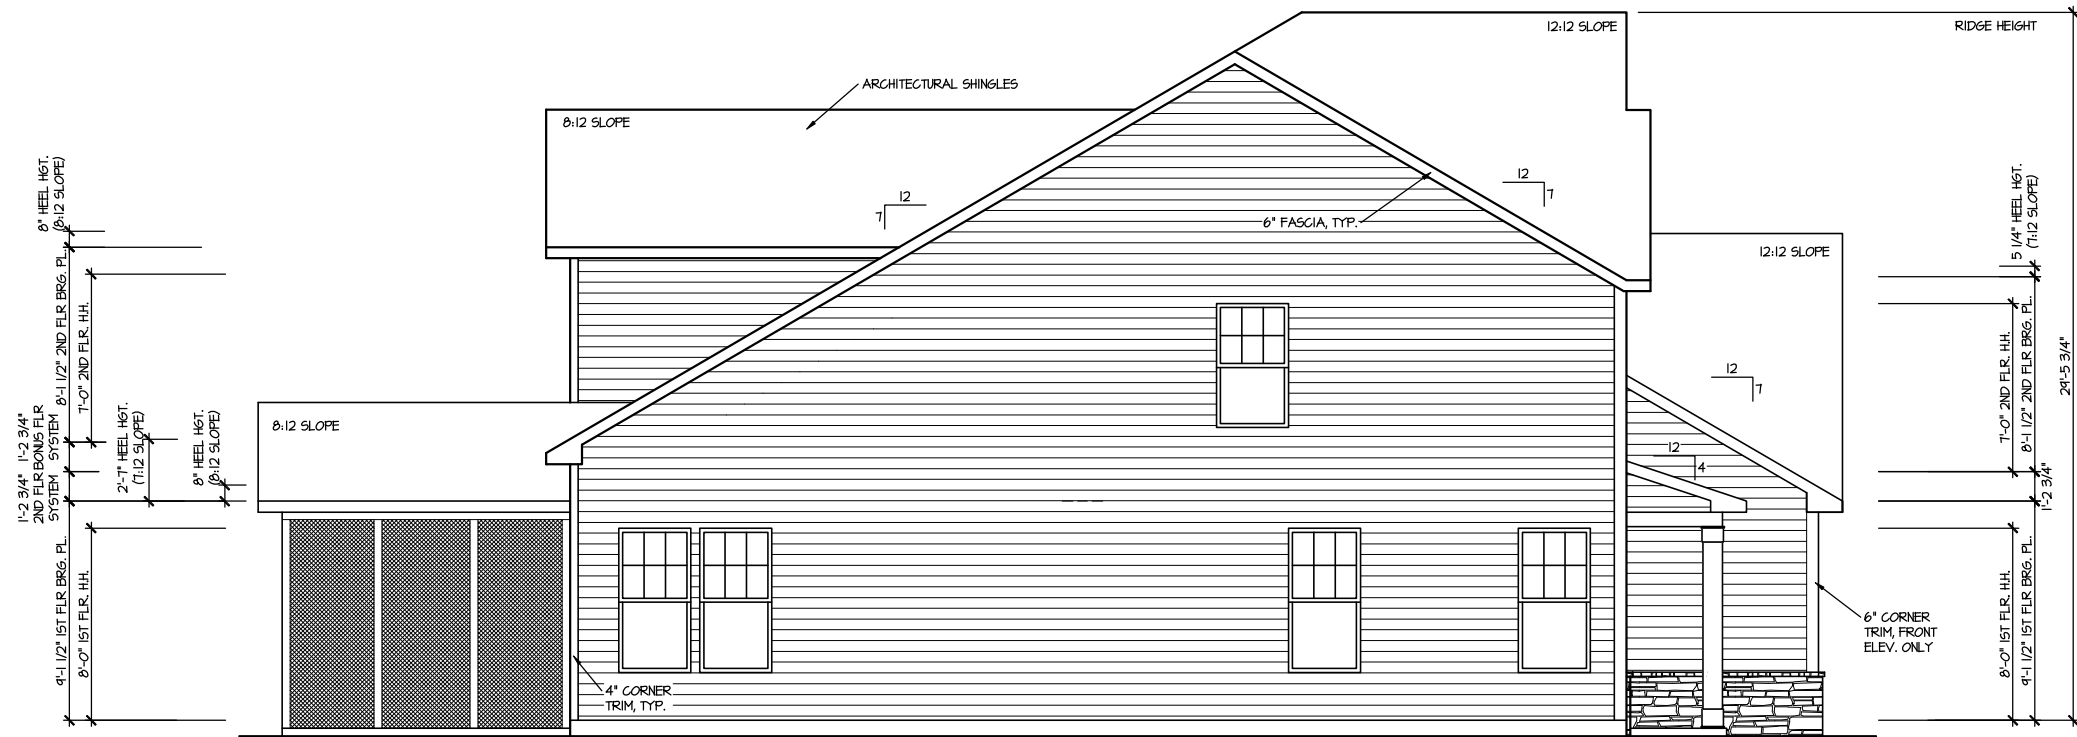 12:12 SLOPE
RIDGE HEIGHT
ARCHITECTURAL SHINGLES
8:12 SLOPE
12
7
12
7
6" FASCIA, TYP.
12:12 SLOPE
12
7
12
4
8:12 SLOPE
4" CORNER
TRIM, TYP.
6" CORNER
TRIM, FRONT
ELEV. ONLY
8" HEEL HGT.
(8:12 SLOPE)
8'-1 1/2" 2ND FLR BRG. PL.
7'-0" 2ND FLR. H.H.
1'-2 3/4"
BONUS FLR
SYSTEM
1'-2 3/4"
2ND FLR
SYSTEM
2'-7" HEEL HGT.
(7:12 SLOPE)
8" HEEL HGT.
(8:12 SLOPE)
9'-1 1/2" 1ST FLR BRG. PL.
8'-0" 1ST FLR. H.H.
5 1/4" HEEL HGT.
(7:12 SLOPE)
7'-0" 2ND FLR. H.H.
8'-1 1/2" 2ND FLR BRG. PL.
29'-5 3/4"
1'-2 3/4"
8'-0" 1ST FLR. H.H.
9'-1 1/2" 1ST FLR BRG. PL.